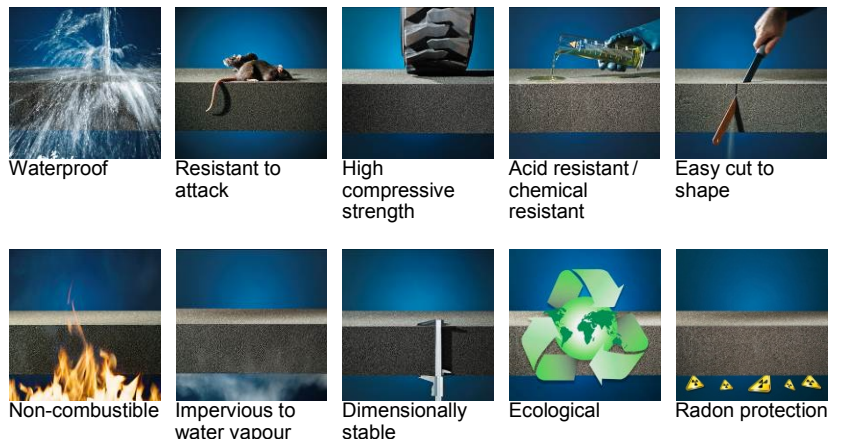 Waterproof
Resistant to
attack
High
compressive
strength
Acid resistant /
chemical
resistant
Easy cut to
shape
Non-combustible
Impervious to
water vapour
Dimensionally
stable
Ecological
Radon protection